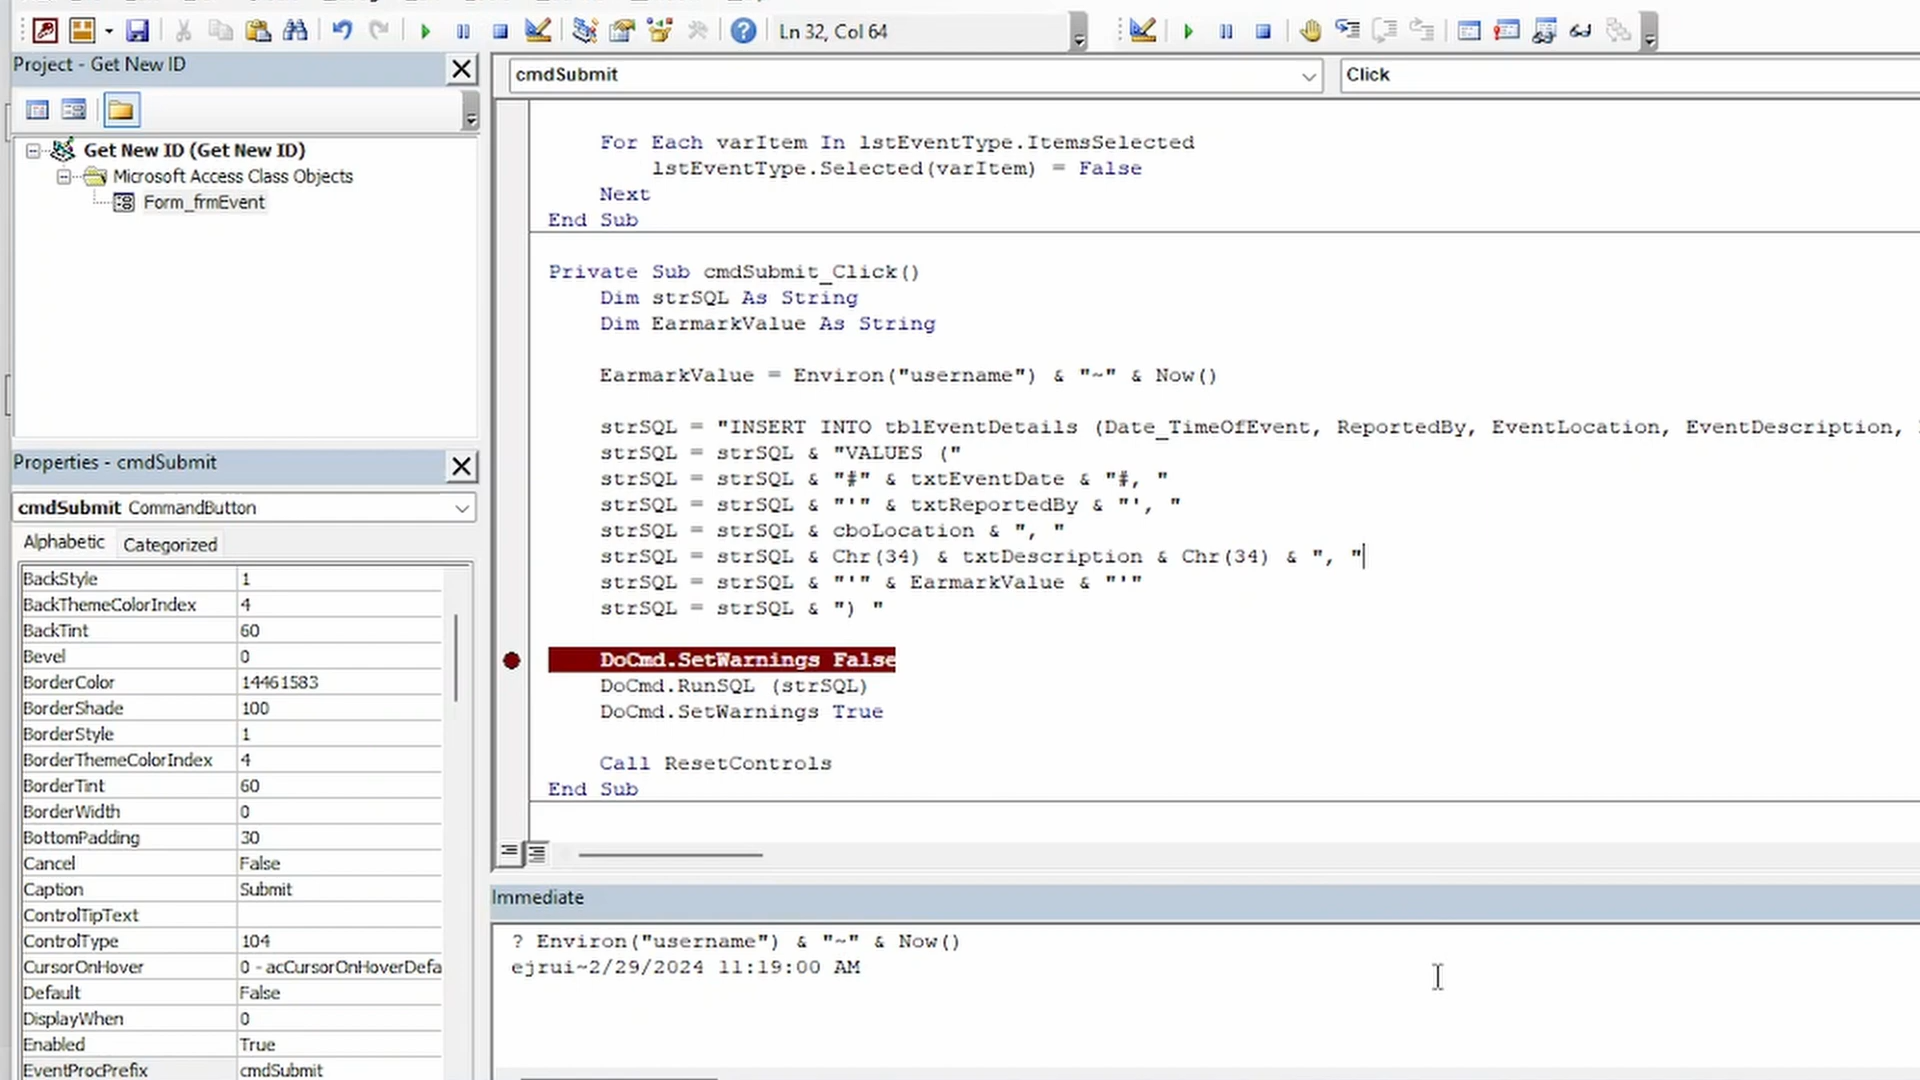 Ln 32, Col 64
Project - Get New ID
Get New ID (Get New ID)
Microsoft Access Class Objects
Form_frmEvent
Properties - cmdSubmit
cmdSubmit CommandButton
Alphabetic Categorized
BackStyle 1
BackThemeColorIndex 4
BackTint 60
Bevel 0
BorderColor 14461583
BorderShade 100
BorderStyle 1
BorderThemeColorIndex 4
BorderTint 60
BorderWidth 0
BottomPadding 30
Cancel False
Caption Submit
ControlTipText
ControlType 104
CursorOnHover 0 - acCursorOnHoverDefa
Default False
DisplayWhen 0
Enabled True
EventProcPrefix cmdSubmit
cmdSubmit Click
For Each varItem In lstEventType.ItemsSelected
lstEventType.Selected(varItem) = False
Next
End Sub
Private Sub cmdSubmit_Click()
Dim strSQL As String
Dim EarmarkValue As String
EarmarkValue = Environ("username") & "~" & Now()
strSQL = "INSERT INTO tblEventDetails (Date_TimeOfEvent, ReportedBy, EventLocation, EventDescription,
strSQL = strSQL & "VALUES ("
strSQL = strSQL & "#" & txtEventDate & "#, "
strSQL = strSQL & "'" & txtReportedBy & "', "
strSQL = strSQL & cboLocation & ", "
strSQL = strSQL & Chr(34) & txtDescription & Chr(34) & ", "
strSQL = strSQL & "'" & EarmarkValue & "'"
strSQL = strSQL & ") "
DoCmd.SetWarnings False
DoCmd.RunSQL (strSQL)
DoCmd.SetWarnings True
Call ResetControls
End Sub
Immediate
? Environ("username") & "~" & Now()
ejrui~2/29/2024 11:19:00 AM